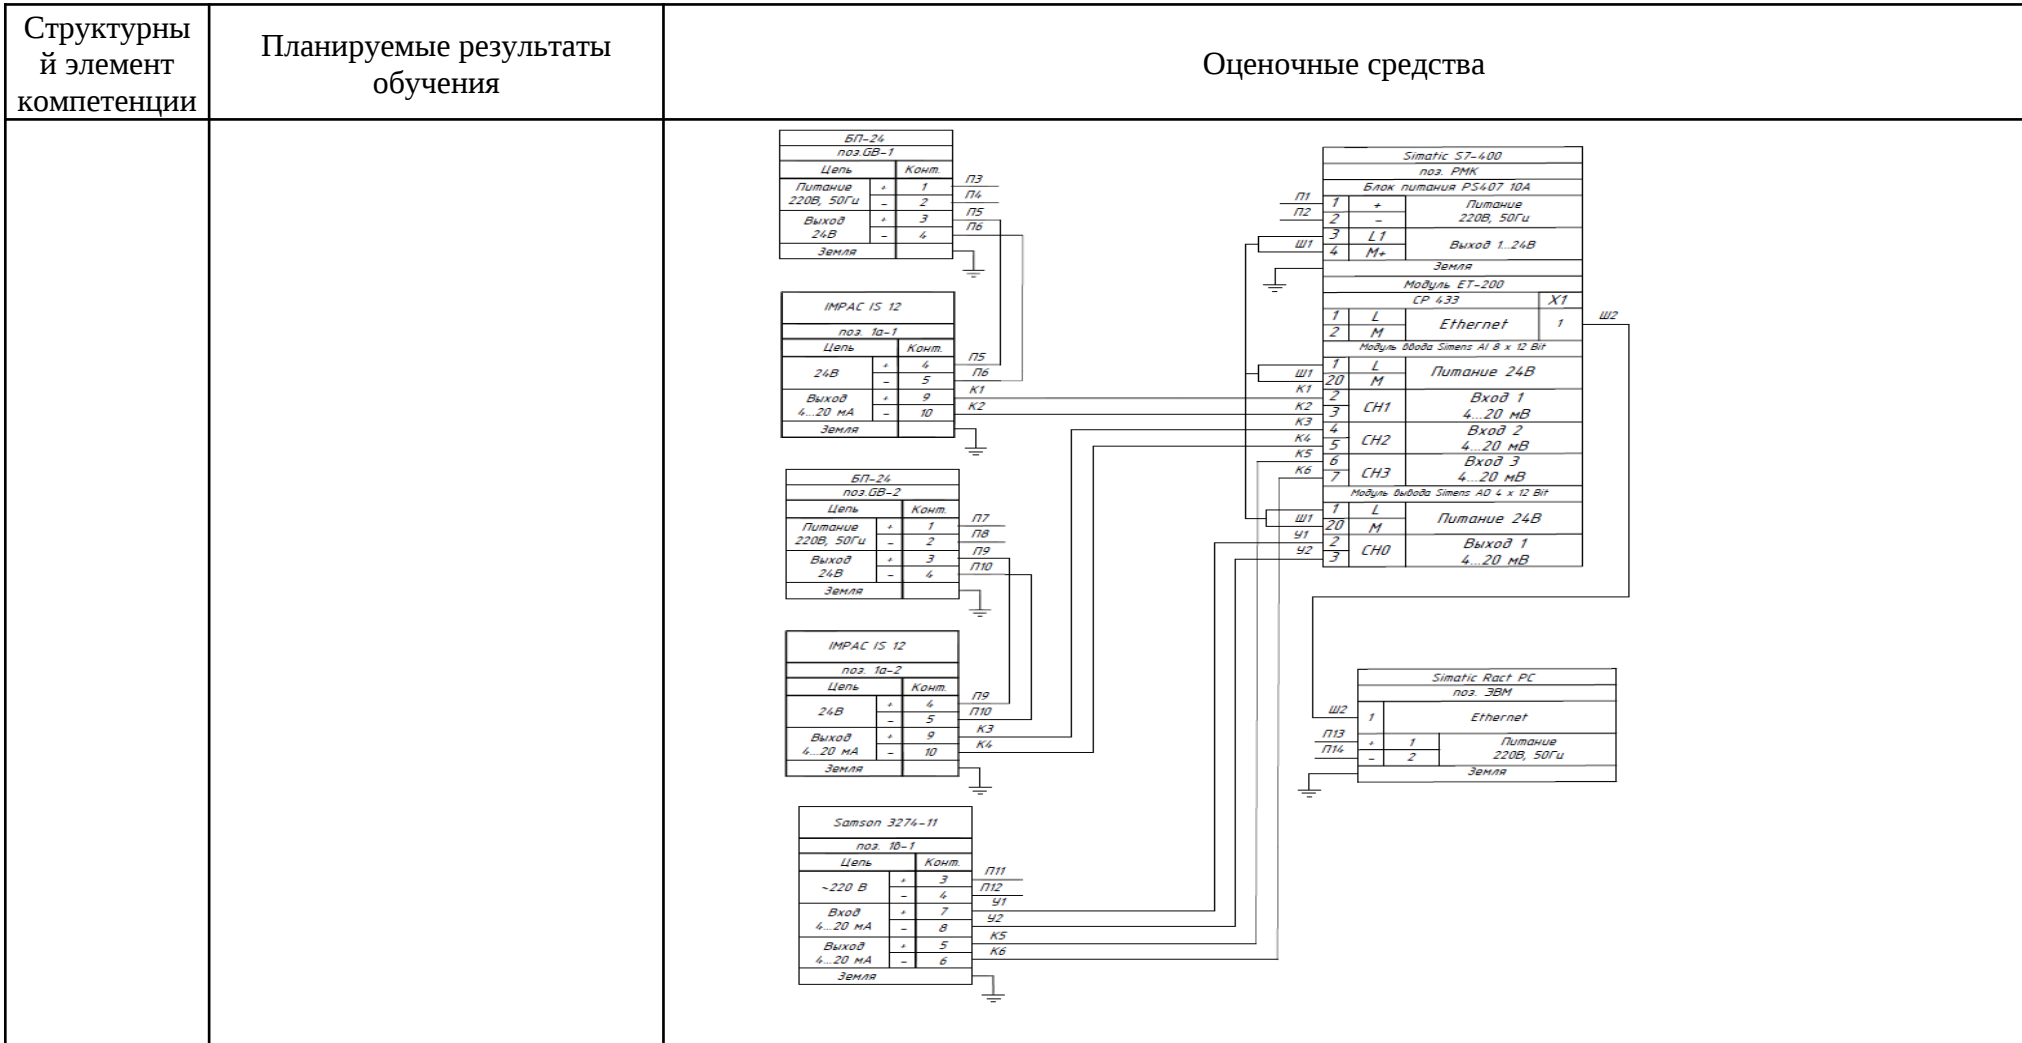 Структурны
й элемент
компетенции
Планируемые результаты
обучения
Оценочные средства
БП-24
поз.GB-1
Цепь Конт.
Питание
220В, 50Гц
+ 1 П3
- 2 П4
Выход
24В
+ 3 П5
- 4 П6
Земля
IMPAC IS 12
поз. 1а-1
Цепь Конт.
24В
+ 4 П5
- 5 П6
Выход
4...20 мА
+ 9 К1
- 10 К2
Земля
БП-24
поз.GB-2
Цепь Конт.
Питание
220В, 50Гц
+ 1 П7
- 2 П8
Выход
24В
+ 3 П9
- 4 П10
Земля
IMPAC IS 12
поз. 1а-2
Цепь Конт.
24В
+ 4 П9
- 5 П10
Выход
4...20 мА
+ 9 К3
- 10 К4
Земля
Samson 3274-11
поз. 1в-1
Цепь Конт.
~220 В
+ 3 П11
- 4 П12
Вход
4...20 мА
+ 7 У1
- 8 У2
Выход
4...20 мА
+ 5 К5
- 6 К6
Земля
Simatic S7-400
поз. РМК
Блок питания PS407 10А
П1 1 +
П2 2 -
Питание
220В, 50Гц
Ш1
3 L1
4 M+
Выход 1...24В
Земля
Модуль ET-200
CP 433 X1
1 L
2 M
Ethernet 1 Ш2
Модуль ввода Simens AI 8 x 12 Bit
Ш1
1 L
20 M
Питание 24В
К1 2
К2 3
CH1
Вход 1
4...20 мВ
К3 4
К4 5
CH2
Вход 2
4...20 мВ
К5 6
К6 7
CH3
Вход 3
4...20 мВ
Модуль вывода Simens AO 4 x 12 Bit
Ш1
1 L
20 M
Питание 24В
У1 2
У2 3
CH0
Выход 1
4...20 мВ
Simatic Ract PC
поз. ЭВМ
Ш2 1 Ethernet
П13 + 1
П14 - 2
Питание
220В, 50Гц
Земля